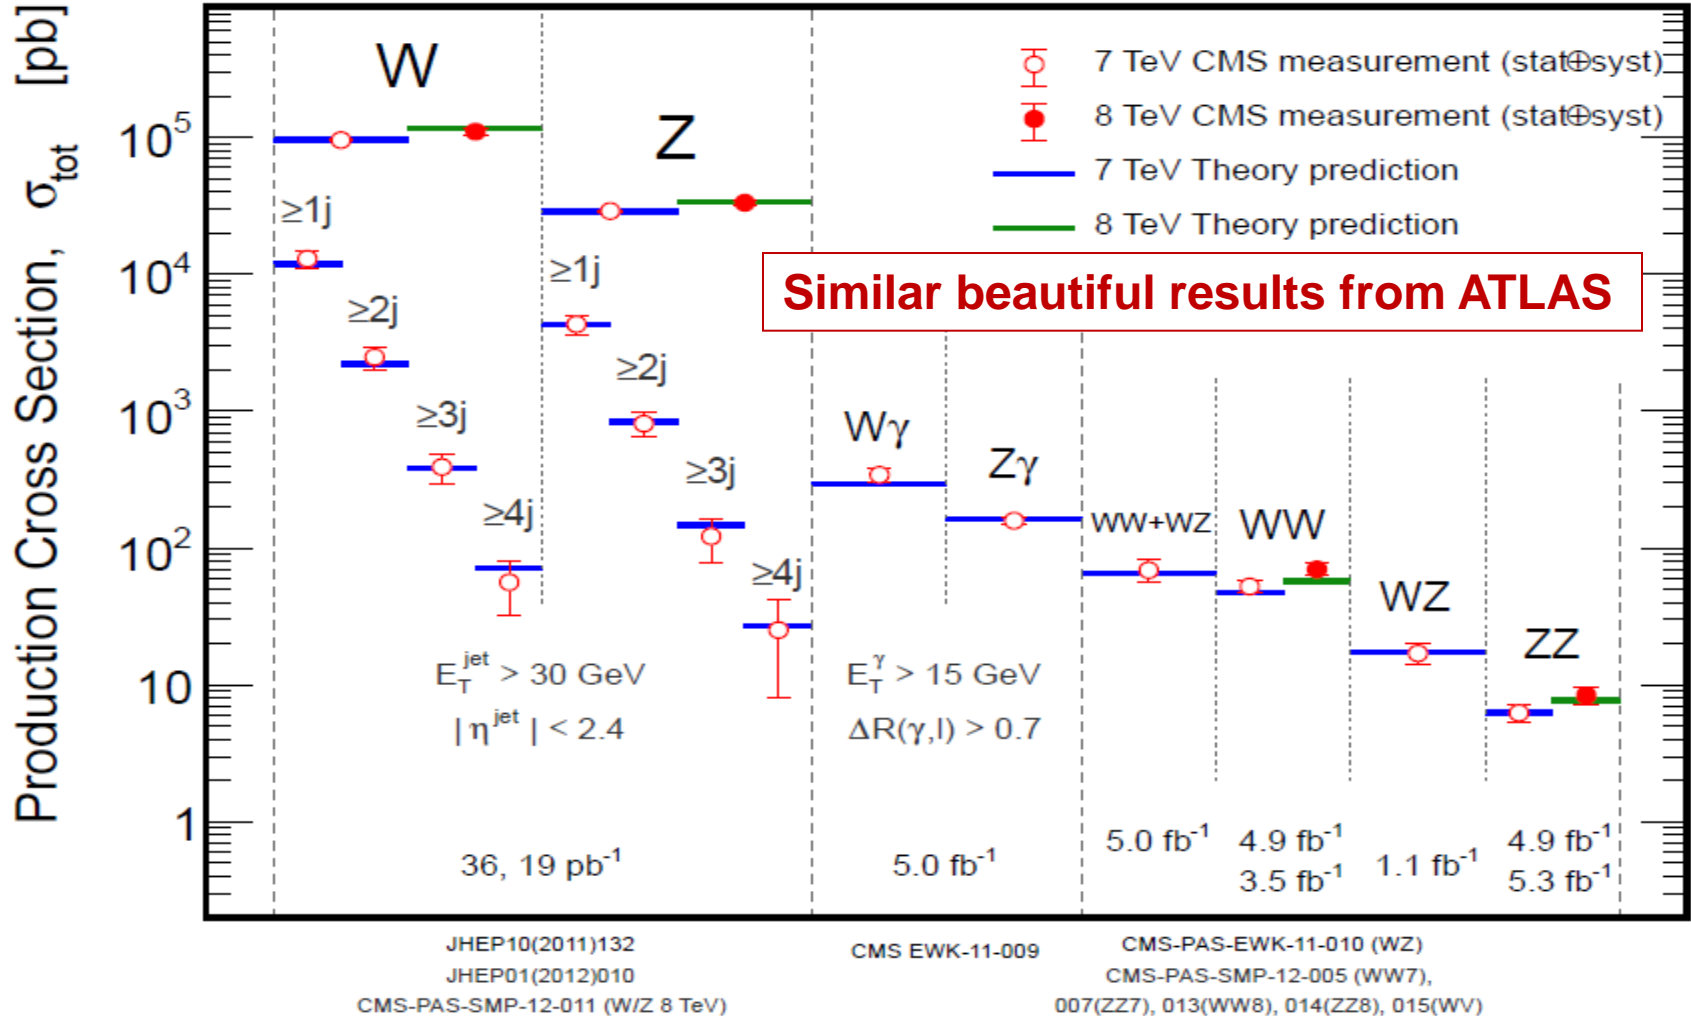 Production Cross Section, σtot [pb]
10^5
10^4
10^3
10^2
10
1
W
Z
≥1j
≥2j
≥3j
≥4j
≥1j
≥2j
≥3j
≥4j
7 TeV CMS measurement (stat⊕syst)
8 TeV CMS measurement (stat⊕syst)
7 TeV Theory prediction
8 TeV Theory prediction
Similar beautiful results from ATLAS
Wγ
Zγ
WW+WZ
WW
WZ
ZZ
E_T^jet > 30 GeV
| η^jet | < 2.4
E_T^γ > 15 GeV
ΔR(γ,l) > 0.7
36, 19 pb^-1
5.0 fb^-1
5.0 fb^-1
4.9 fb^-1
3.5 fb^-1
1.1 fb^-1
4.9 fb^-1
5.3 fb^-1
JHEP10(2011)132
JHEP01(2012)010
CMS-PAS-SMP-12-011 (W/Z 8 TeV)
CMS EWK-11-009
CMS-PAS-EWK-11-010 (WZ)
CMS-PAS-SMP-12-005 (WW7),
007(ZZ7), 013(WW8), 014(ZZ8), 015(WV)